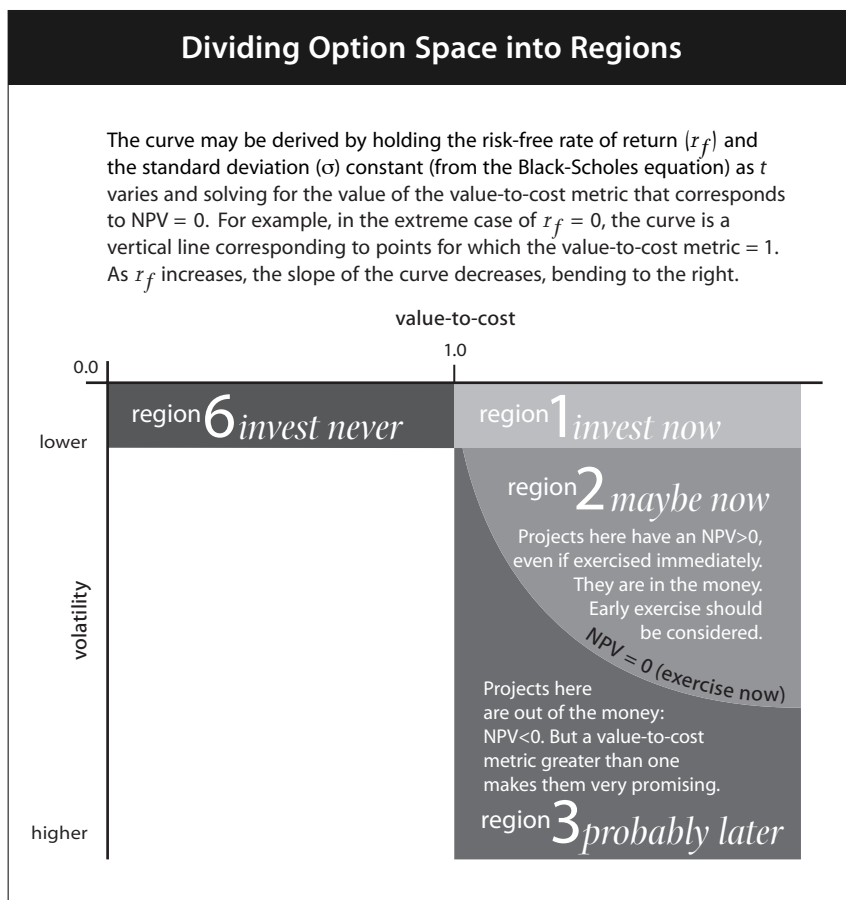 Dividing Option Space into Regions
The curve may be derived by holding the risk-free rate of return (r_f) and
the standard deviation (σ) constant (from the Black-Scholes equation) as t
varies and solving for the value of the value-to-cost metric that corresponds
to NPV = 0. For example, in the extreme case of r_f = 0, the curve is a
vertical line corresponding to points for which the value-to-cost metric = 1.
As r_f increases, the slope of the curve decreases, bending to the right.
value-to-cost
0.0
1.0
region 6 invest never
region 1 invest now
lower
region 2 maybe now
Projects here have an NPV>0,
even if exercised immediately.
They are in the money.
Early exercise should
be considered.
volatility
NPV = 0 (exercise now)
Projects here
are out of the money:
NPV<0. But a value-to-cost
metric greater than one
makes them very promising.
region 3 probably later
higher